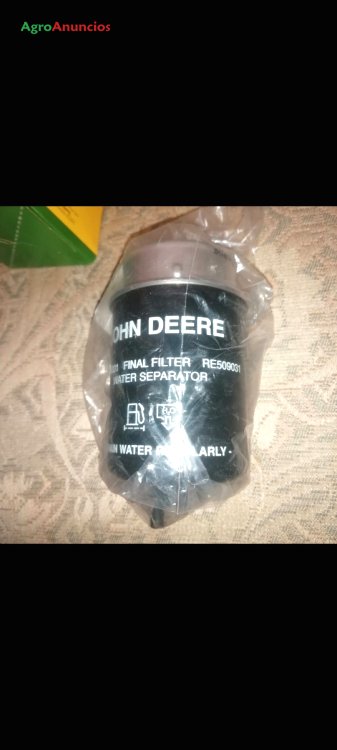 AgroAnuncios
OHN DEERE
FINAL FILTER RE509031
WATER SEPARATOR
WATER
LARLY -